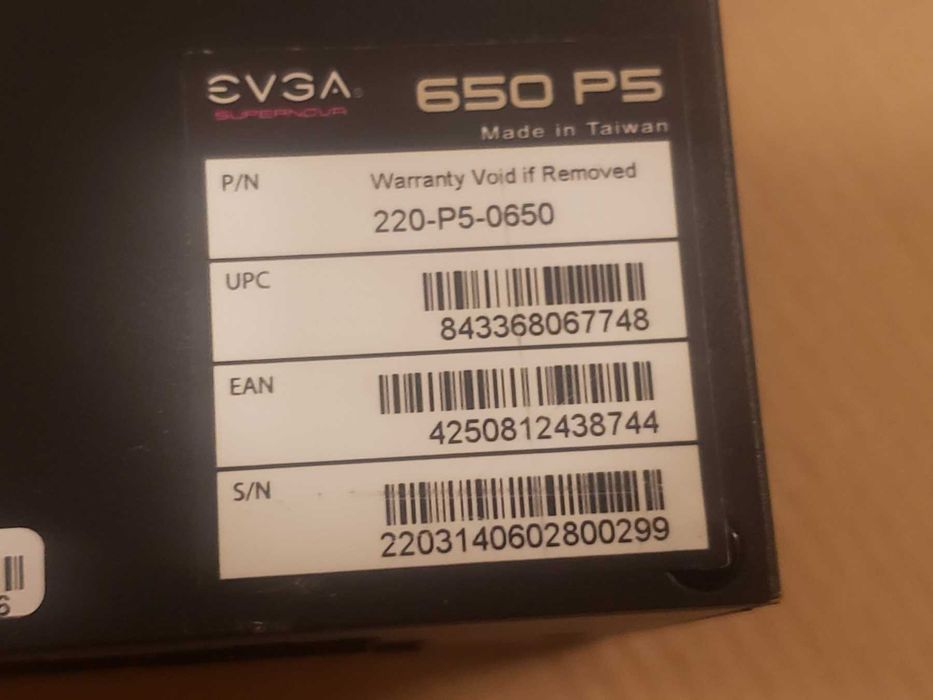 EVGA 650 P5
SUPERNOVA
Made in Taiwan
P/N Warranty Void if Removed
220-P5-0650
UPC
843368067748
EAN
4250812438744
S/N
2203140602800299
6